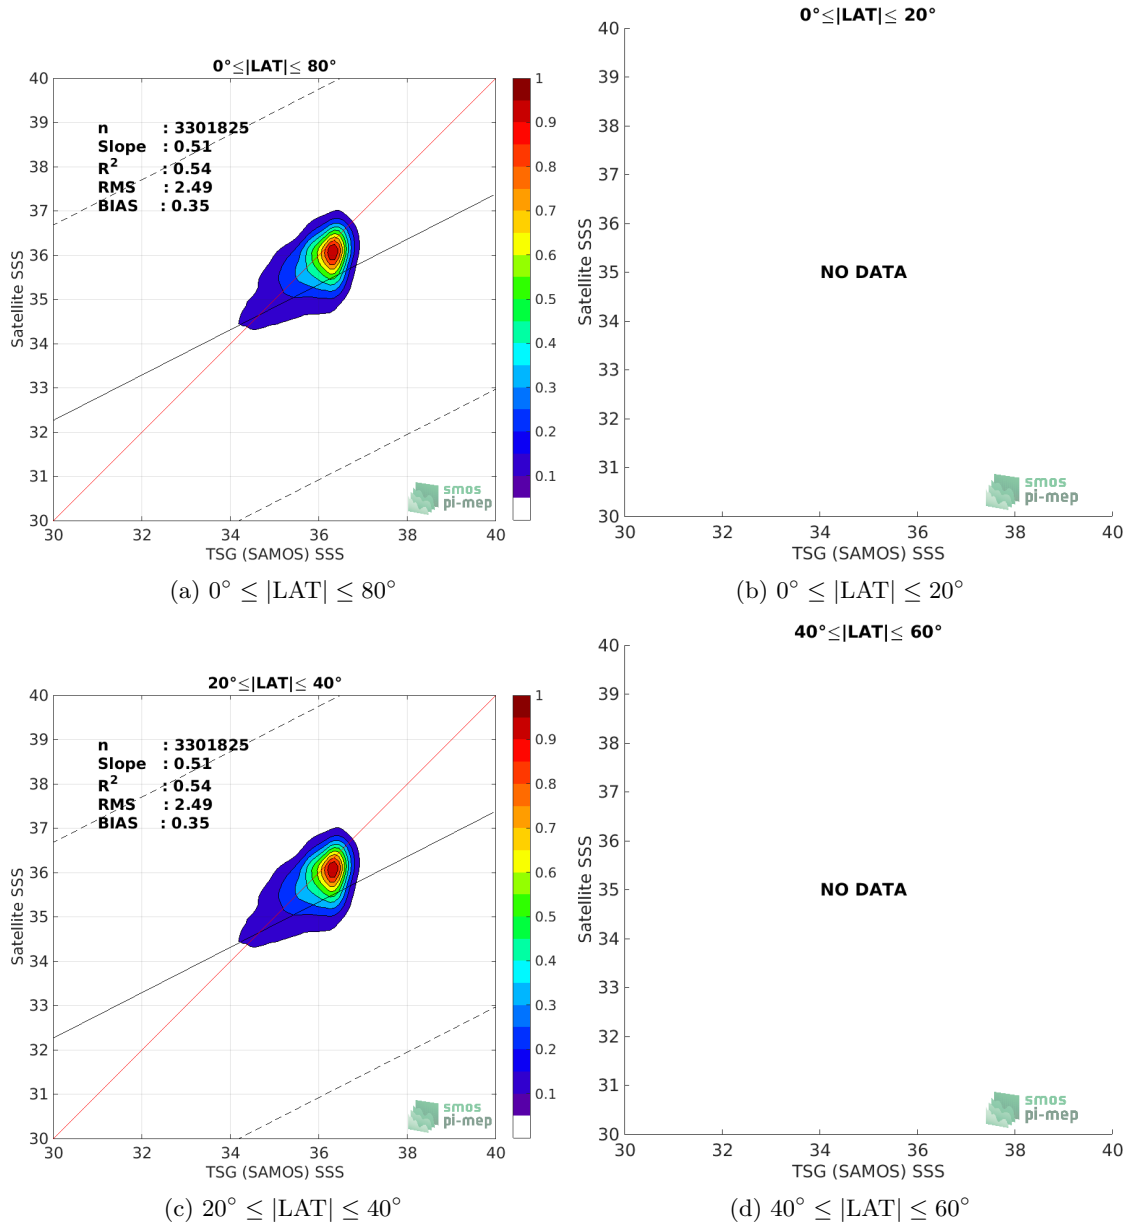 0°≤|LAT|≤ 80°
40
39
38
37
36
35
34
33
32
31
30
Satellite SSS
n : 3301825
Slope : 0.51
R² : 0.54
RMS : 2.49
BIAS : 0.35
1
0.9
0.8
0.7
0.6
0.5
0.4
0.3
0.2
0.1
smos
pi-mep
30 32 34 36 38 40
TSG (SAMOS) SSS
(a) 0° ≤ |LAT| ≤ 80°
0°≤|LAT|≤ 20°
40
39
38
37
36
35
34
33
32
31
30
Satellite SSS
NO DATA
smos
pi-mep
30 32 34 36 38 40
TSG (SAMOS) SSS
(b) 0° ≤ |LAT| ≤ 20°
20°≤|LAT|≤ 40°
40
39
38
37
36
35
34
33
32
31
30
Satellite SSS
n : 3301825
Slope : 0.51
R² : 0.54
RMS : 2.49
BIAS : 0.35
1
0.9
0.8
0.7
0.6
0.5
0.4
0.3
0.2
0.1
smos
pi-mep
30 32 34 36 38 40
TSG (SAMOS) SSS
(c) 20° ≤ |LAT| ≤ 40°
40°≤|LAT|≤ 60°
40
39
38
37
36
35
34
33
32
31
30
Satellite SSS
NO DATA
smos
pi-mep
30 32 34 36 38 40
TSG (SAMOS) SSS
(d) 40° ≤ |LAT| ≤ 60°